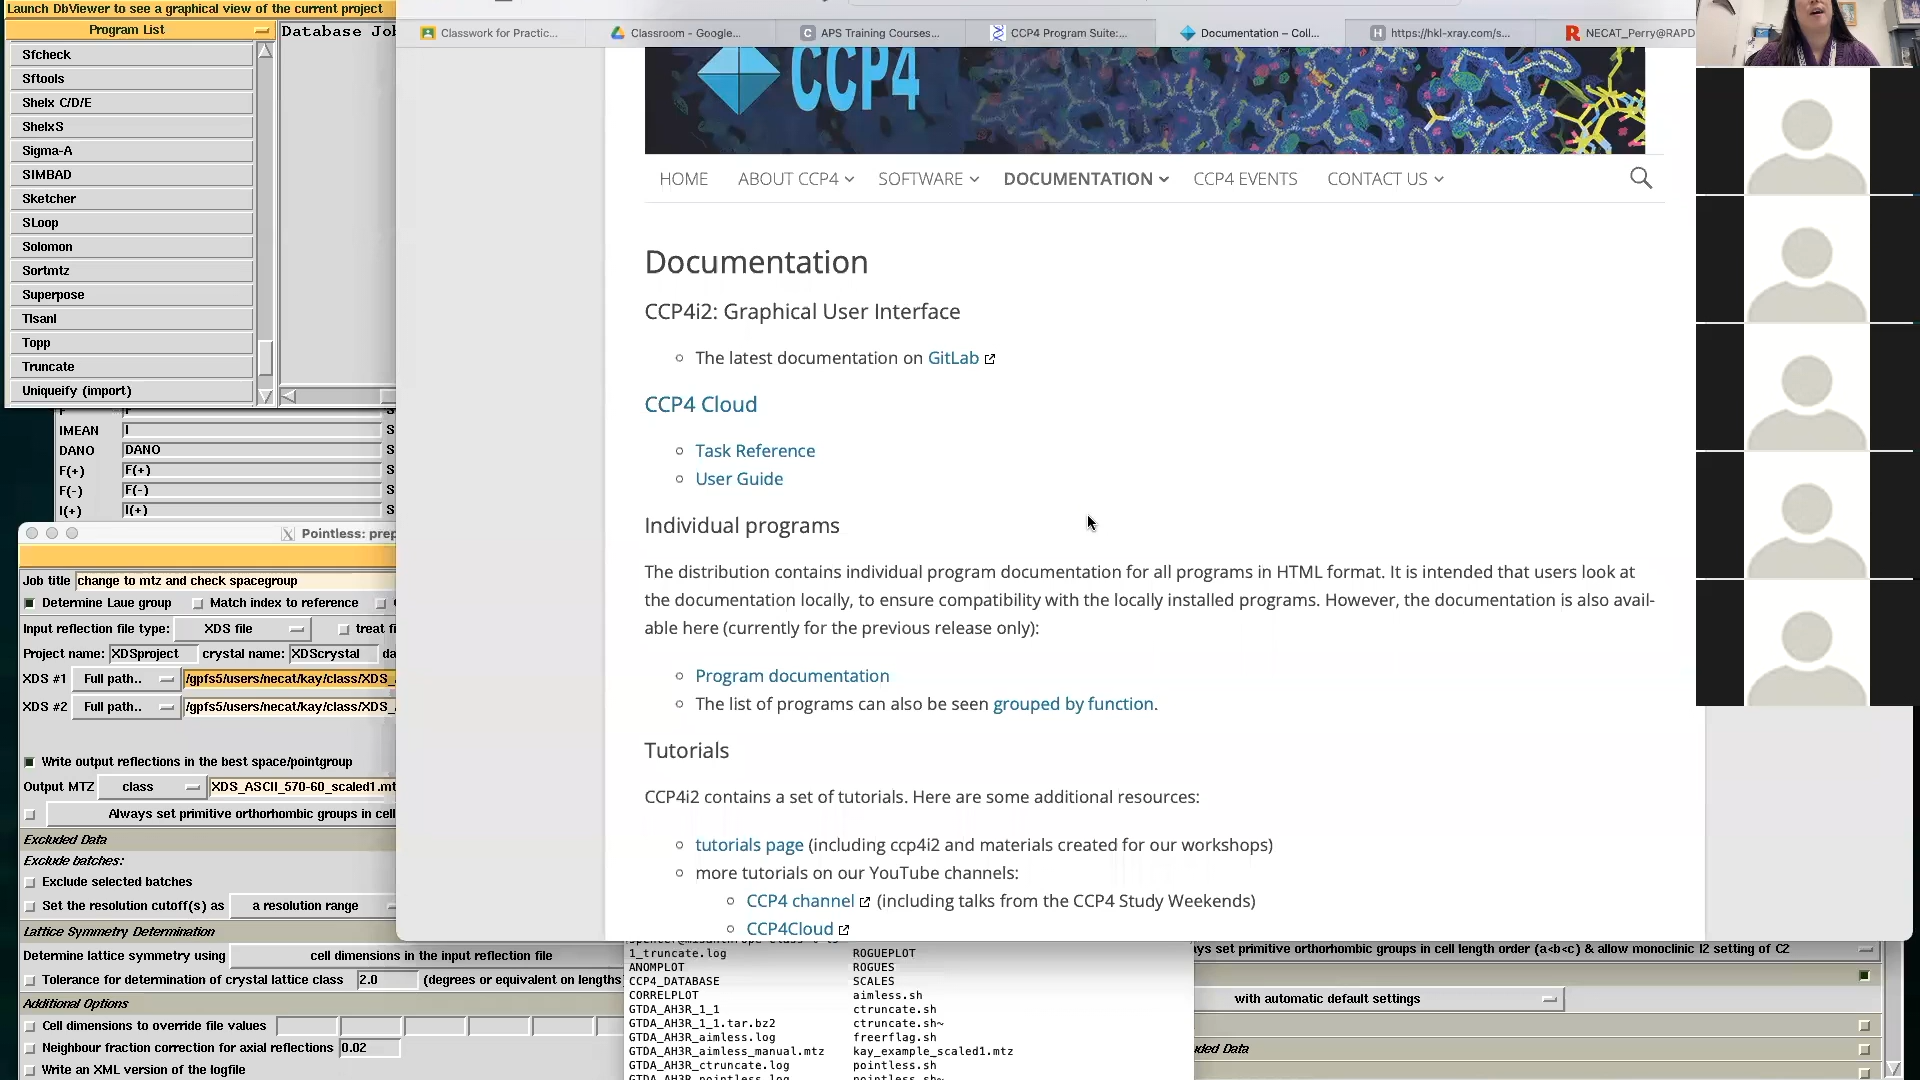 Launch DbViewer to see a graphical view of the current project
Program List
Database Jo
Sfcheck
Sftools
Shelx C/D/E
ShelxS
Sigma-A
SIMBAD
Sketcher
SLoop
Solomon
Sortmtz
Superpose
Tlsanl
Topp
Truncate
Uniqueify (import)
IMEAN I S
DANO DANO S
F(+) F(+) S
F(-) F(-) S
I(+) I(+) S
Pointless: prep
Job title change to mtz and check spacegroup
Determine Laue group Match index to reference
Input reflection file type: XDS file treat fi
Project name: XDSproject crystal name: XDScrystal da
XDS #1 Full path.. /gpfs5/users/necat/kay/class/XDS_
XDS #2 Full path.. /gpfs5/users/necat/kay/class/XDS_
Write output reflections in the best space/pointgroup
Output MTZ class XDS_ASCII_570-60_scaled1.mt
Always set primitive orthorhombic groups in cell
Excluded Data
Exclude batches:
Exclude selected batches
Set the resolution cutoff(s) as a resolution range
Lattice Symmetry Determination
Determine lattice symmetry using cell dimensions in the input reflection file
Tolerance for determination of crystal lattice class 2.0 (degrees or equivalent on lengths
Additional Options
Cell dimensions to override file values
Neighbour fraction correction for axial reflections 0.02
Write an XML version of the logfile
Classwork for Practic...
Classroom - Google...
APS Training Courses...
CCP4 Program Suite:...
Documentation – Coll...
https://hkl-xray.com/s...
NECAT_Perry@RAPD
CCP4
HOME ABOUT CCP4 SOFTWARE DOCUMENTATION CCP4 EVENTS CONTACT US
Documentation
CCP4i2: Graphical User Interface
The latest documentation on GitLab
CCP4 Cloud
Task Reference
User Guide
Individual programs
The distribution contains individual program documentation for all programs in HTML format. It is intended that users look at
the documentation locally, to ensure compatibility with the locally installed programs. However, the documentation is also avail-
able here (currently for the previous release only):
Program documentation
The list of programs can also be seen grouped by function.
Tutorials
CCP4i2 contains a set of tutorials. Here are some additional resources:
tutorials page (including ccp4i2 and materials created for our workshops)
more tutorials on our YouTube channels:
CCP4 channel (including talks from the CCP4 Study Weekends)
CCP4Cloud
1_truncate.log ROGUEPLOT
ANOMPLOT ROGUES
CCP4_DATABASE SCALES
CORRELPLOT aimless.sh
GTDA_AH3R_1_1 ctruncate.sh
GTDA_AH3R_1_1.tar.bz2 ctruncate.sh~
GTDA_AH3R_aimless.log freerflag.sh
GTDA_AH3R_aimless_manual.mtz kay_example_scaled1.mtz
GTDA_AH3R_ctruncate.log pointless.sh
GTDA_AH3R_pointless.log pointless.sh~
ys set primitive orthorhombic groups in cell length order (a<b<c) & allow monoclinic I2 setting of C2
with automatic default settings
ded Data